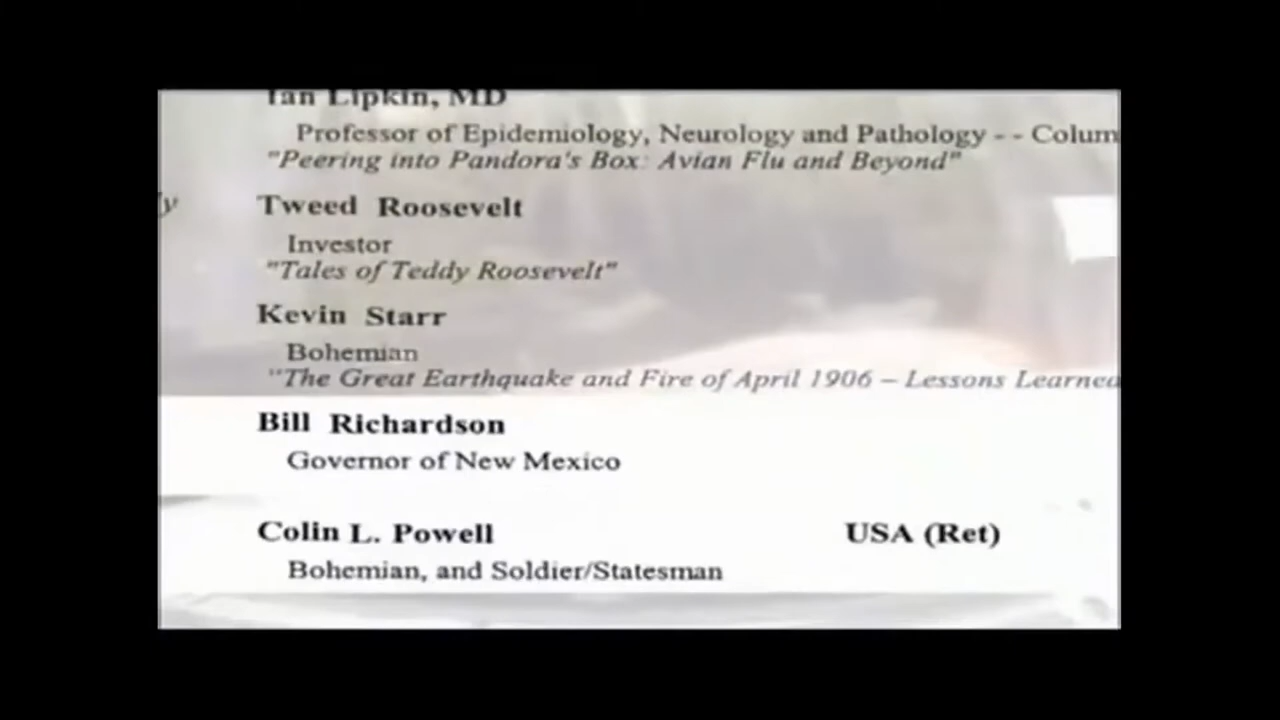 Ian Lipkin, MD
Professor of Epidemiology, Neurology and Pathology - - Colum
"Peering into Pandora's Box: Avian Flu and Beyond"
Tweed Roosevelt
Investor
"Tales of Teddy Roosevelt"
Kevin Starr
Bohemian
"The Great Earthquake and Fire of April 1906 – Lessons Learned
Bill Richardson
Governor of New Mexico
Colin L. Powell USA (Ret)
Bohemian, and Soldier/Statesman